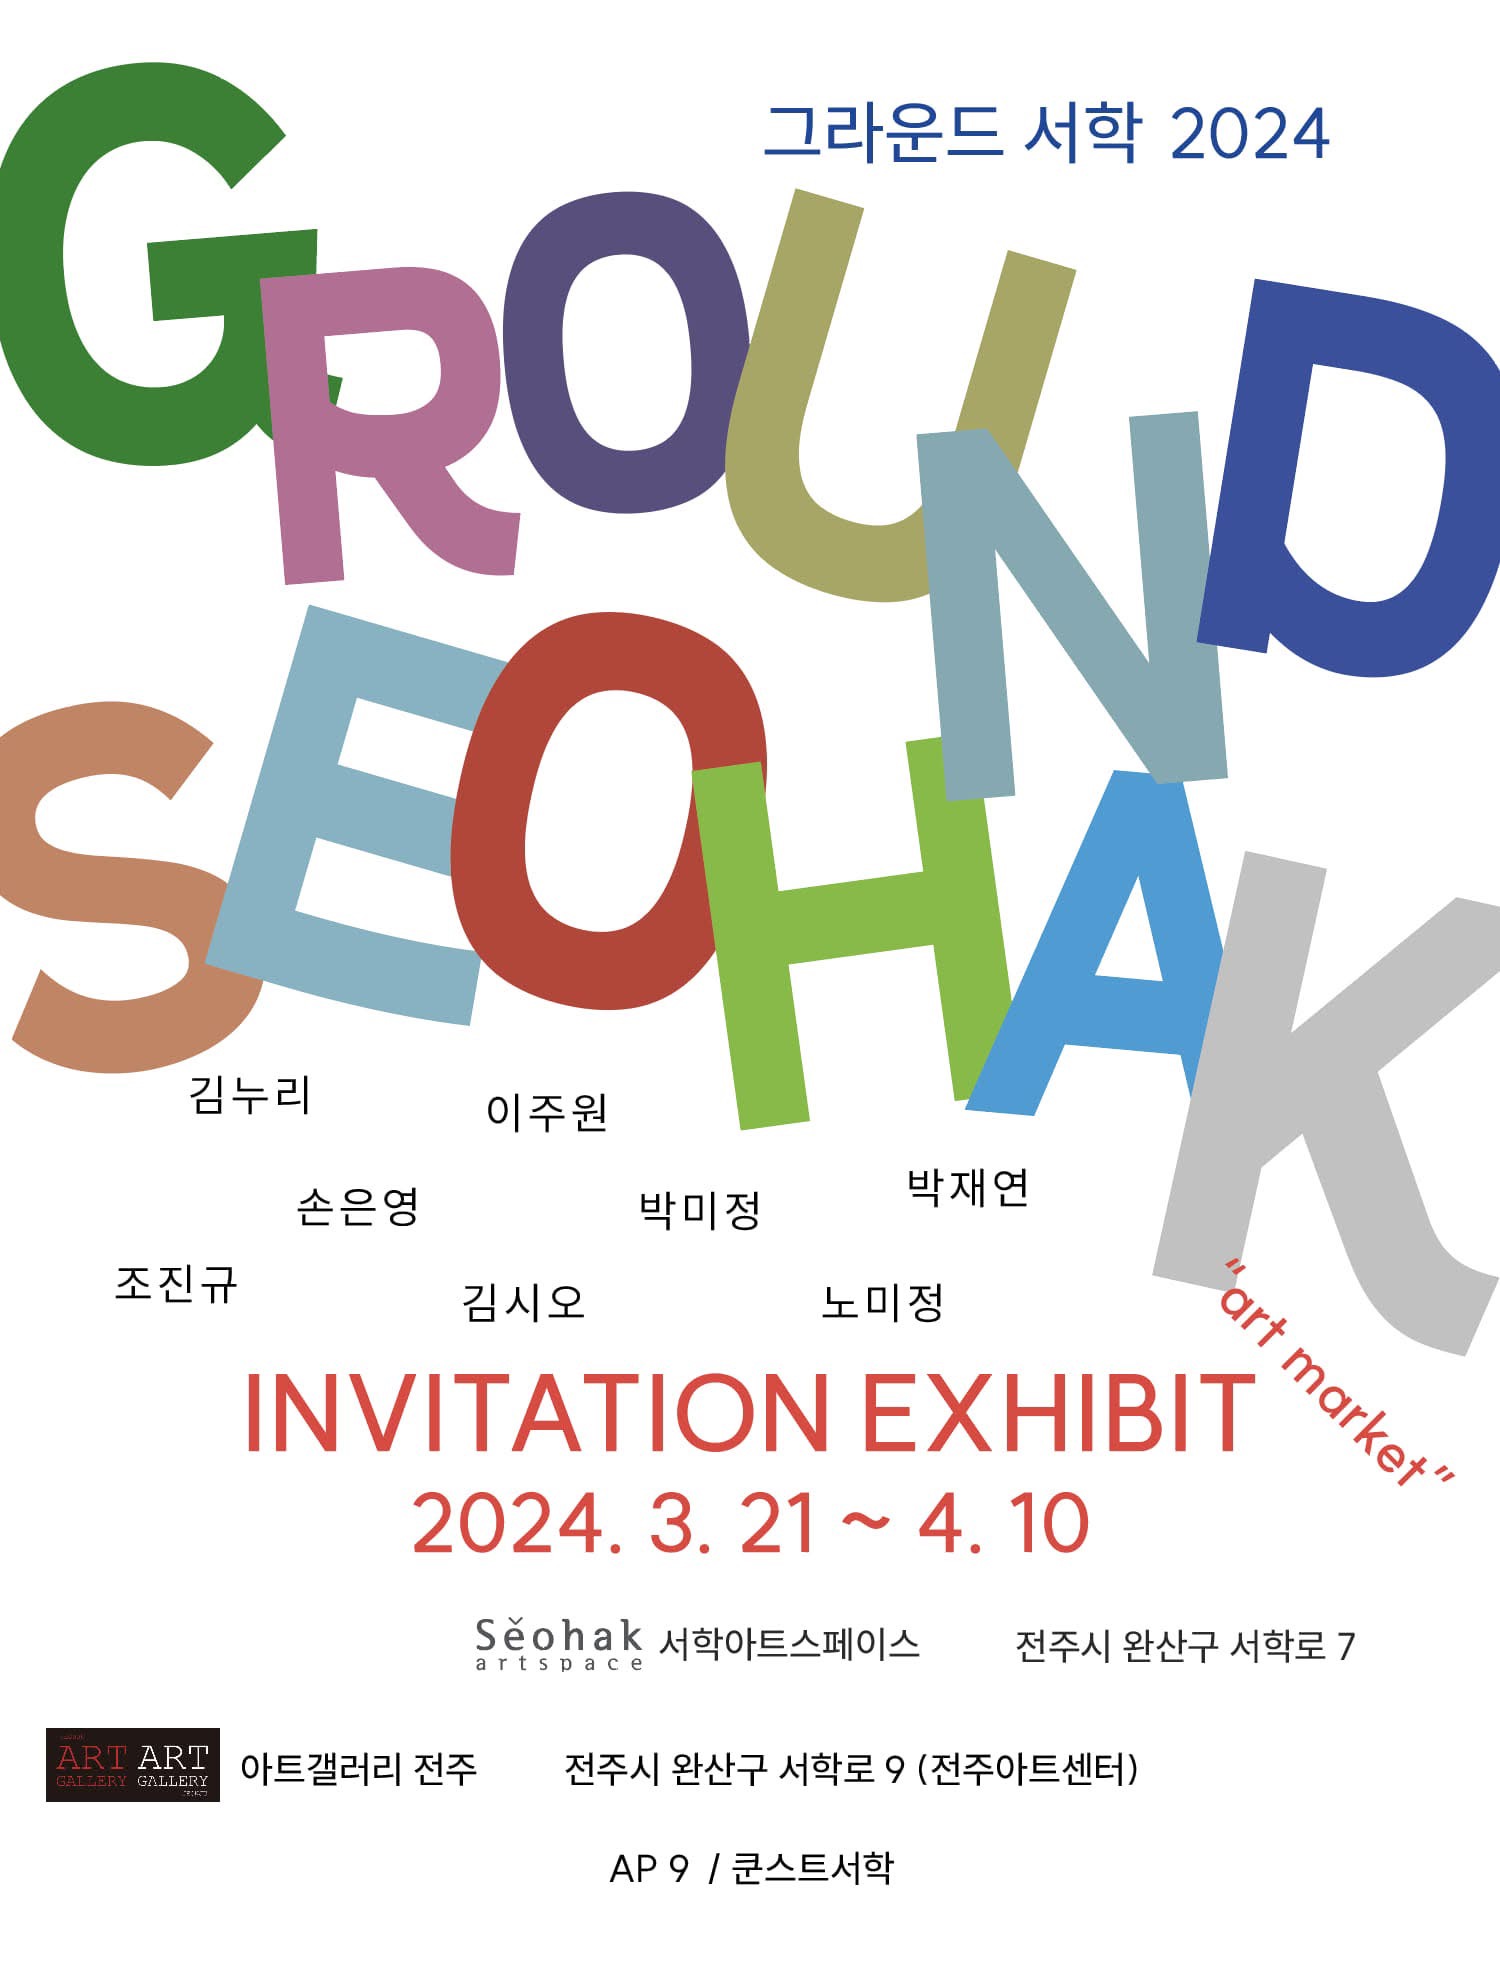 그라운드 서학 2024
GROUND
SEOHAK
김누리
이주원
손은영
박미정
박재연
조진규
김시오
노미정
"art market"
INVITATION EXHIBIT
2024. 3. 21 ~ 4. 10
Sěohak
artspace
서학아트스페이스 전주시 완산구 서학로 7
ART ART
GALLERY GALLERY
아트갤러리 전주 전주시 완산구 서학로 9 (전주아트센터)
AP 9 / 쿤스트서학